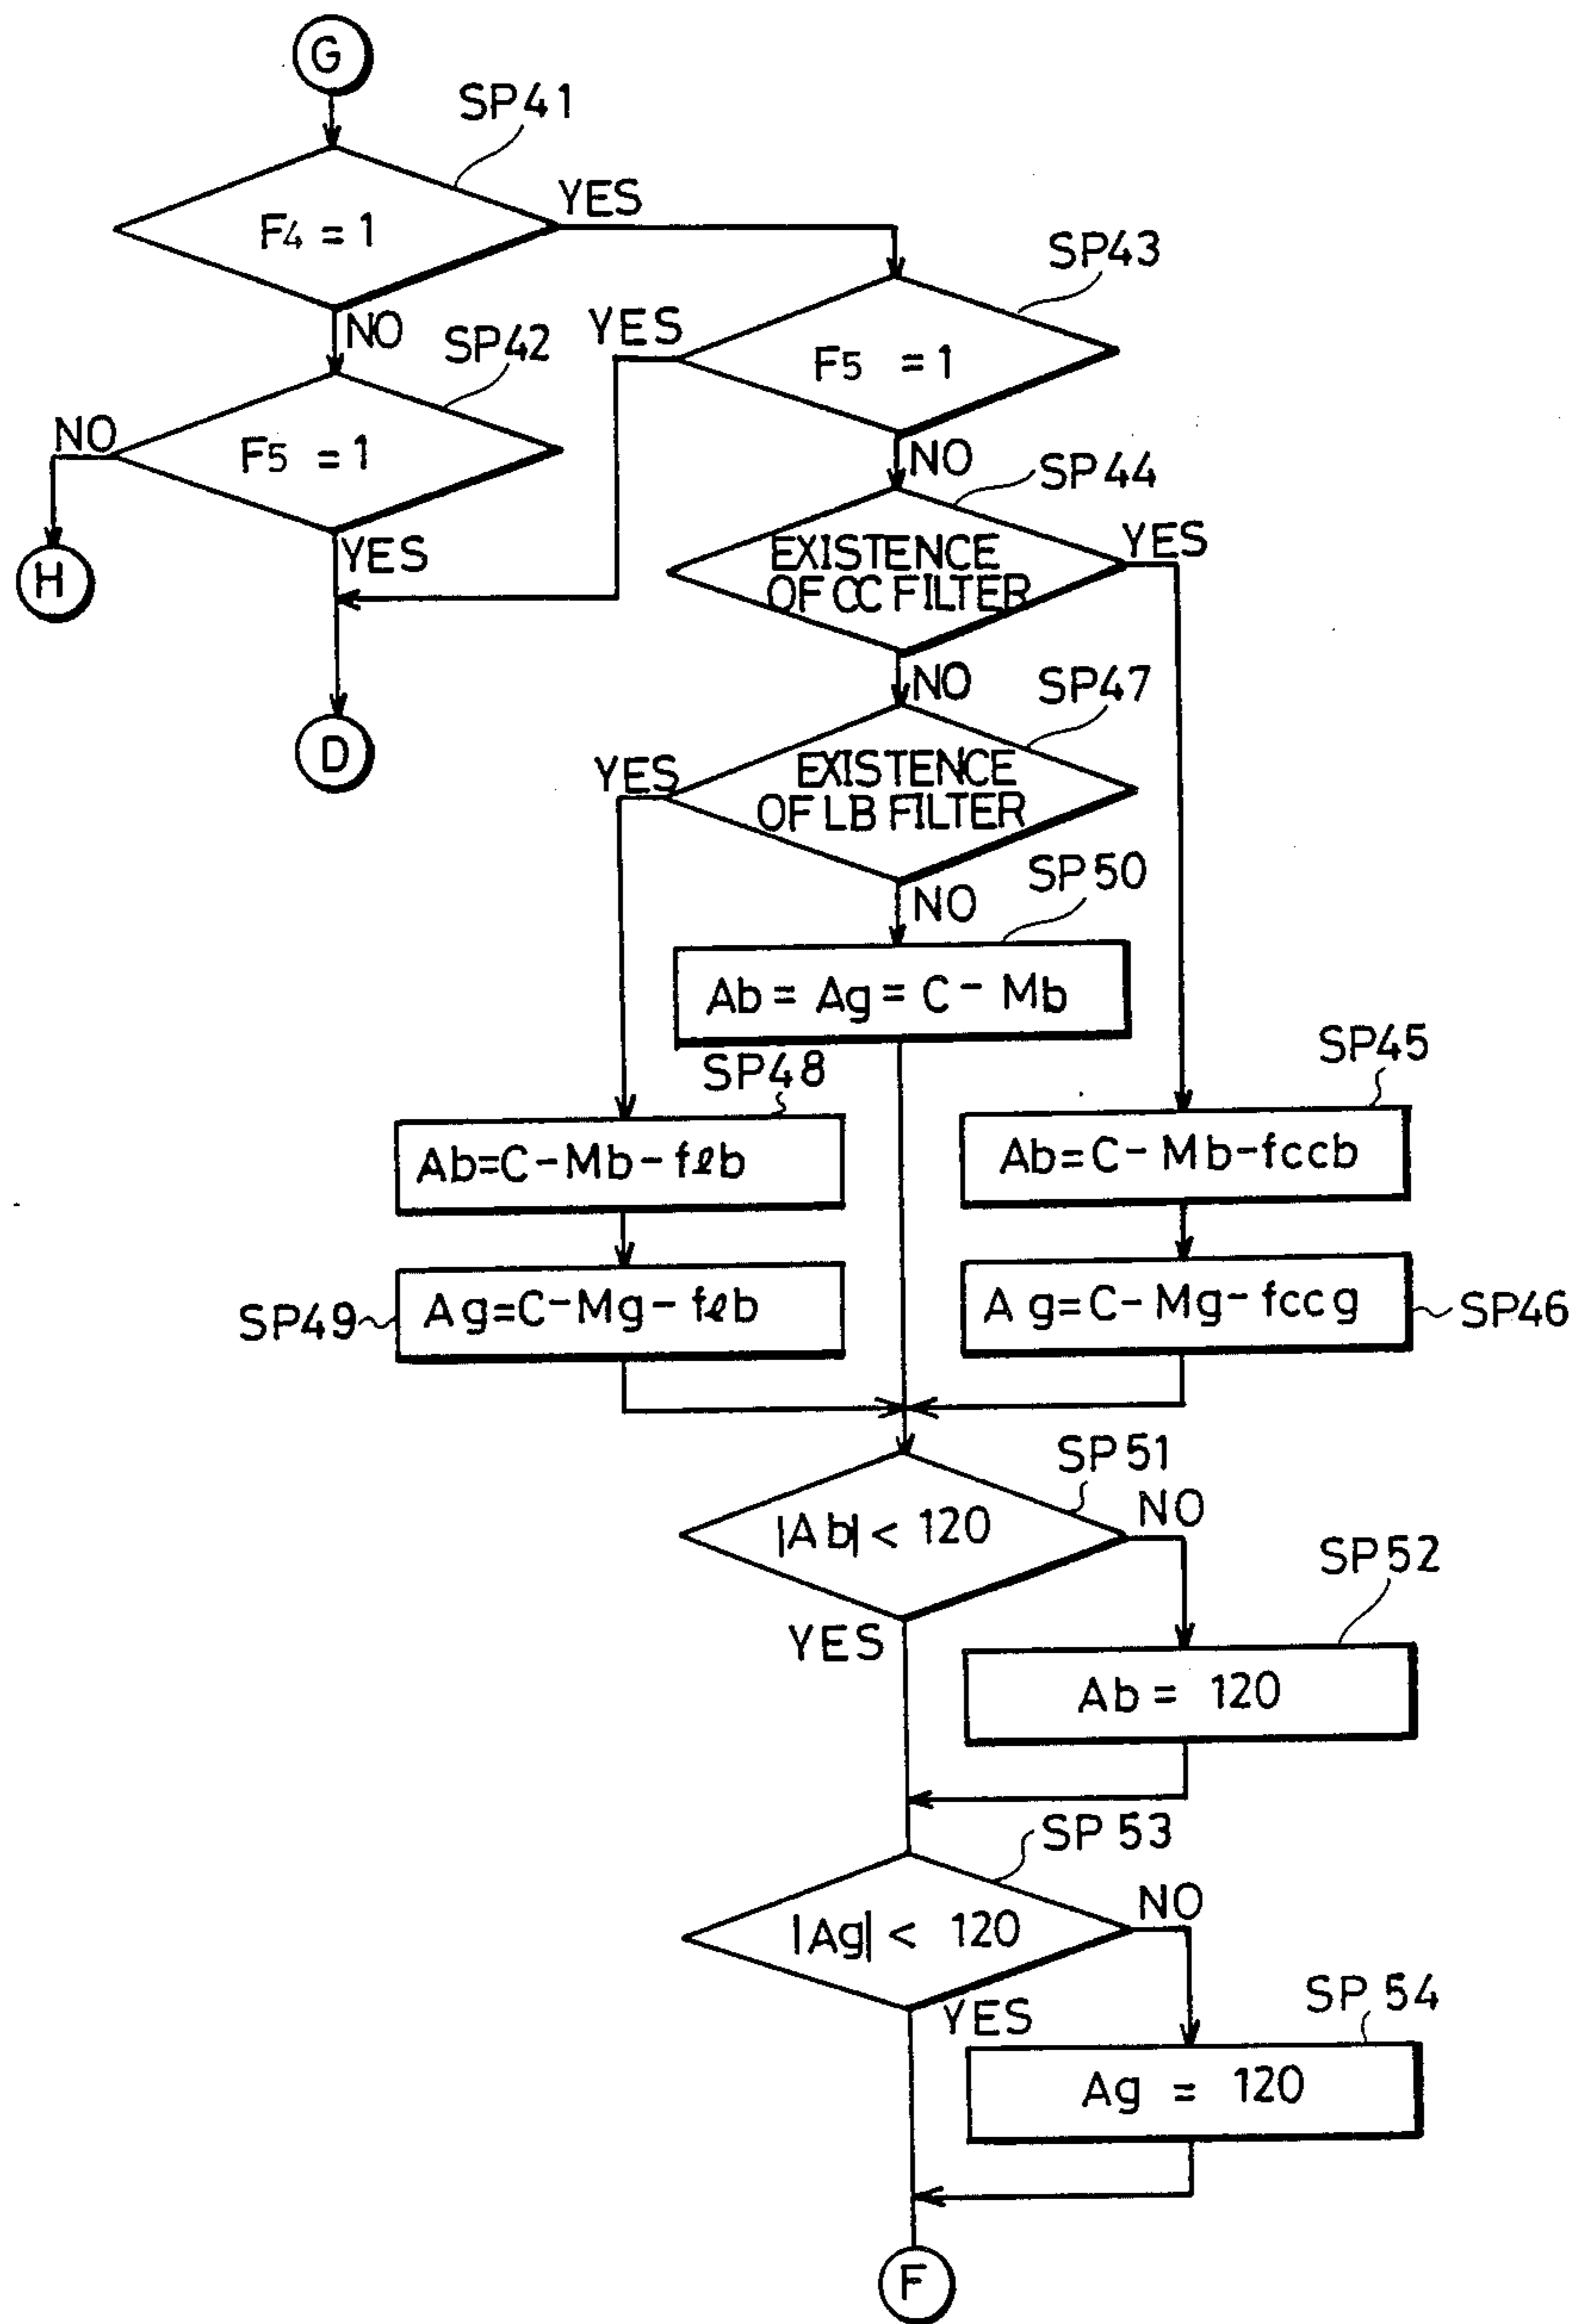 G
SP41
F4 = 1
YES
NO
SP43
F5 = 1
YES
NO
SP42
F5 = 1
NO
YES
H
D
SP44
EXISTENCE
OF CC FILTER
YES
NO
SP47
EXISTENCE
OF LB FILTER
YES
NO
SP50
Ab = Ag = C - Mb
SP48
Ab=C-Mb-fℓb
SP45
Ab=C-Mb-fccb
SP49
Ag=C-Mg-fℓb
Ag=C-Mg-fccg
SP46
SP51
|Ab| < 120
NO
YES
SP52
Ab = 120
SP53
|Ag| < 120
NO
YES
SP54
Ag = 120
F